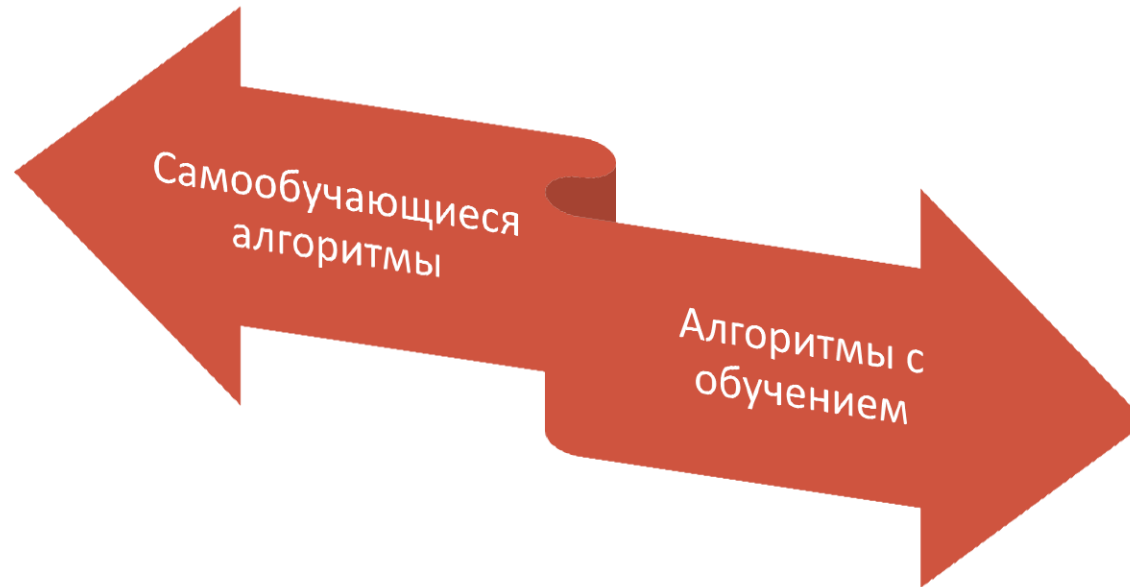 Самообучающиеся
алгоритмы
Алгоритмы с
обучением